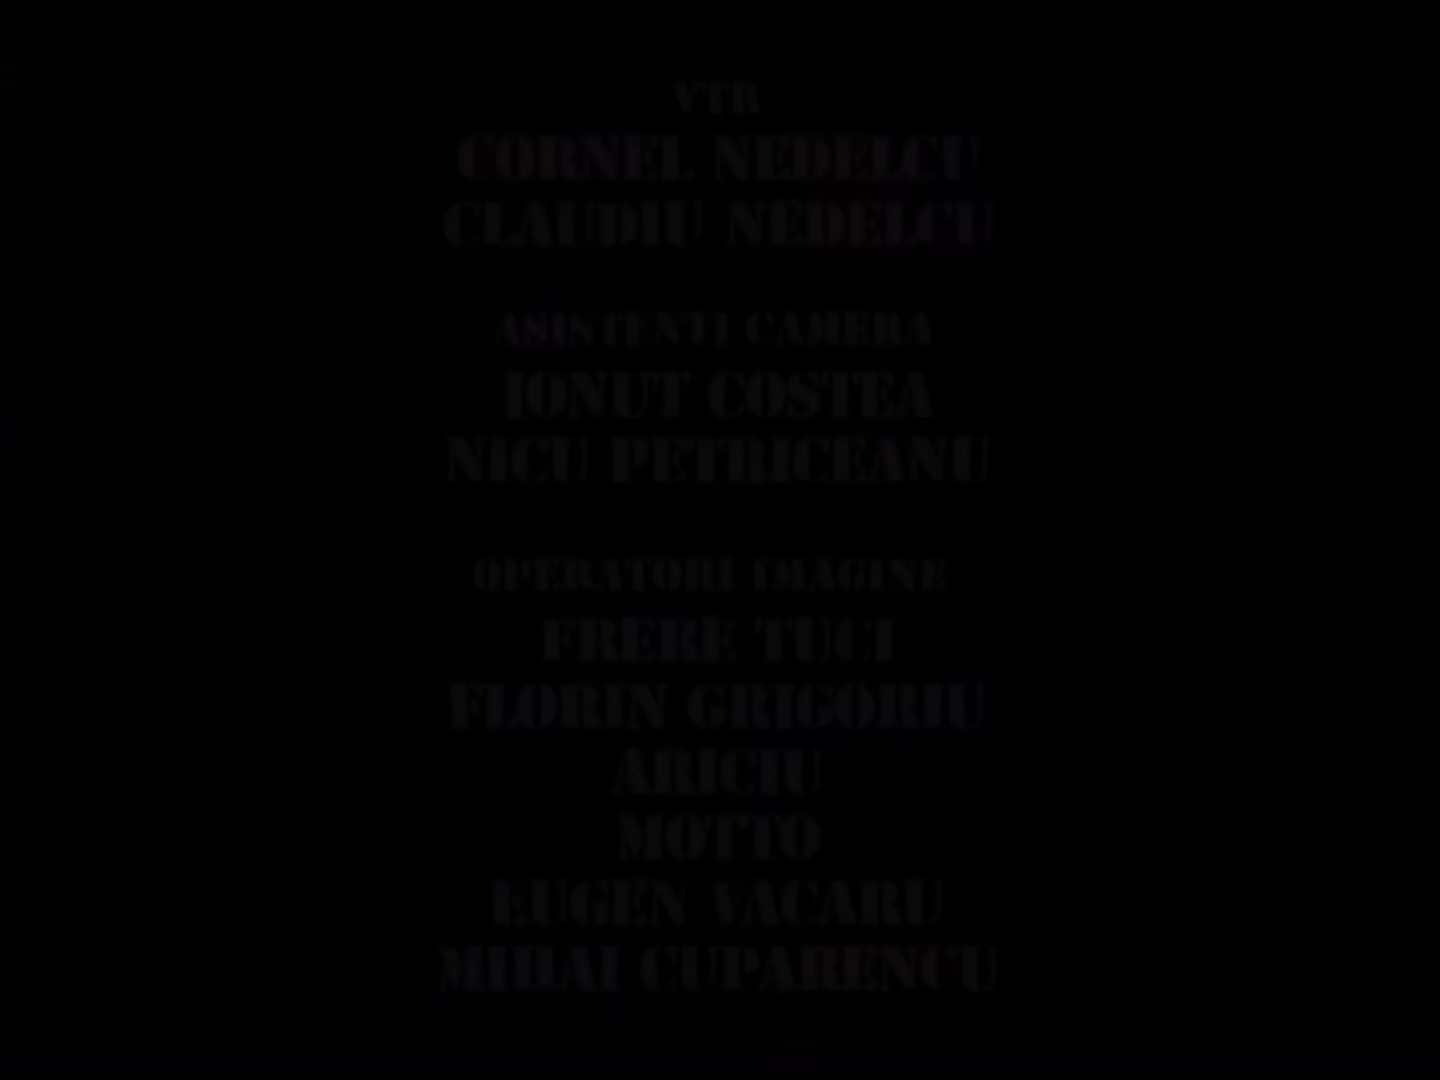 VTR
CORNEL NEDELCU
CLAUDIU NEDELCU
ASISTENTI CAMERA
IONUT COSTEA
NICU PETRICEANU
OPERATORI IMAGINE
FRERE TUCI
FLORIN GRIGORIU
ARICIU
MOTTO
EUGEN VACARU
MIHAI CUPARENCU